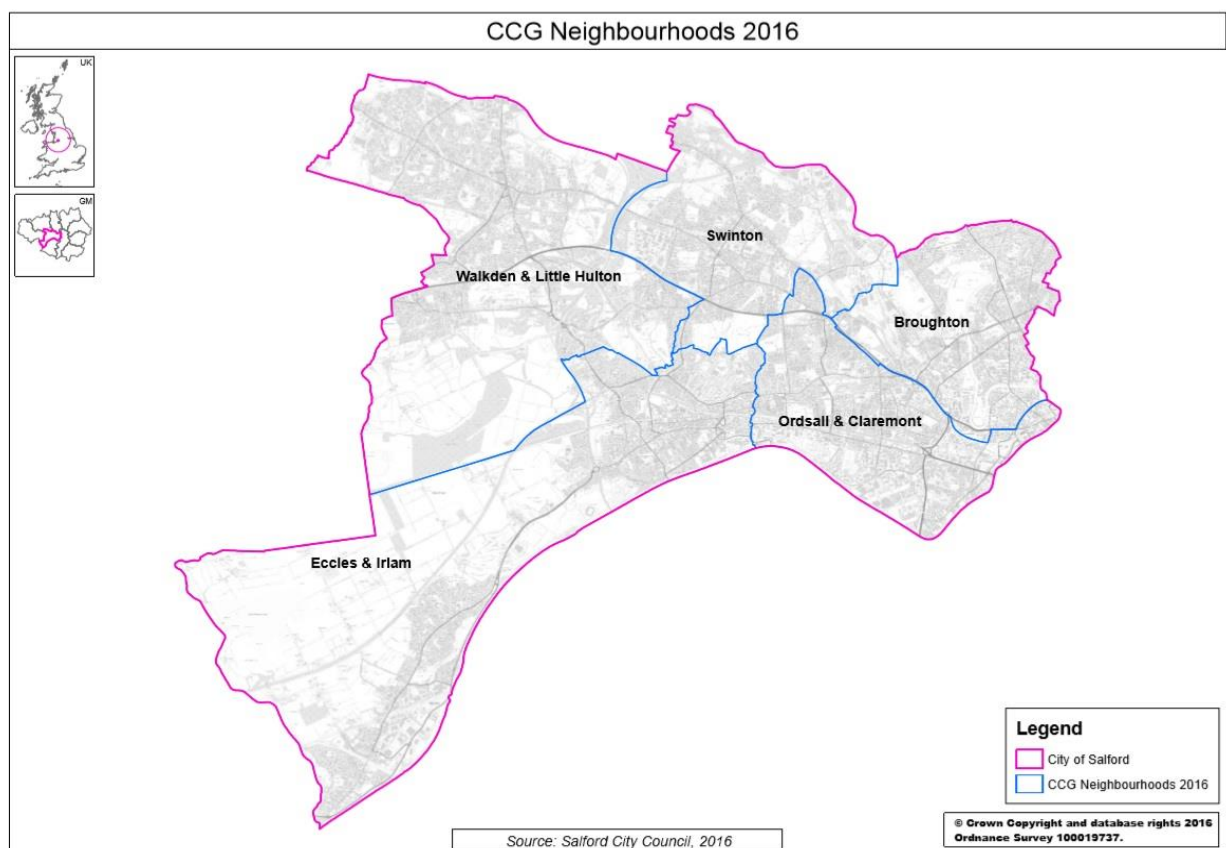 CCG Neighbourhoods 2016
UK
GM
Swinton
Walkden & Little Hulton
Broughton
Ordsall & Claremont
Eccles & Irlam
Legend
City of Salford
CCG Neighbourhoods 2016
© Crown Copyright and database rights 2016
Ordnance Survey 100019737.
Source: Salford City Council, 2016